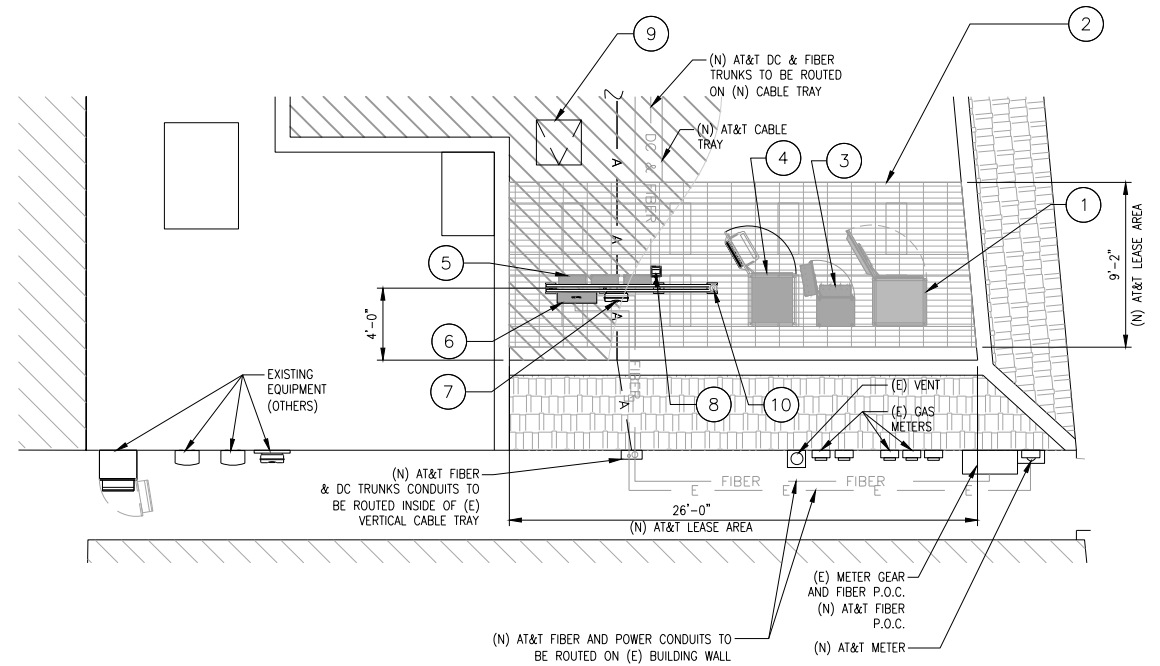 9
2
(N) AT&T DC & FIBER
TRUNKS TO BE ROUTED
ON (N) CABLE TRAY
(N) AT&T CABLE
TRAY
DC & FIBER
A
A
A
A
4
3
1
5
6
7
8
10
4'-0"
9'-2"
(N) AT&T LEASE AREA
FIBER
EXISTING
EQUIPMENT
(OTHERS)
(E) VENT
(E) GAS
METERS
(N) AT&T FIBER
& DC TRUNKS CONDUITS TO
BE ROUTED INSIDE OF (E)
VERTICAL CABLE TRAY
FIBER
FIBER
E
E
E
E
26'-0"
(N) AT&T LEASE AREA
(E) METER GEAR
AND FIBER P.O.C.
(N) AT&T FIBER
P.O.C.
(N) AT&T METER
(N) AT&T FIBER AND POWER CONDUITS TO
BE ROUTED ON (E) BUILDING WALL